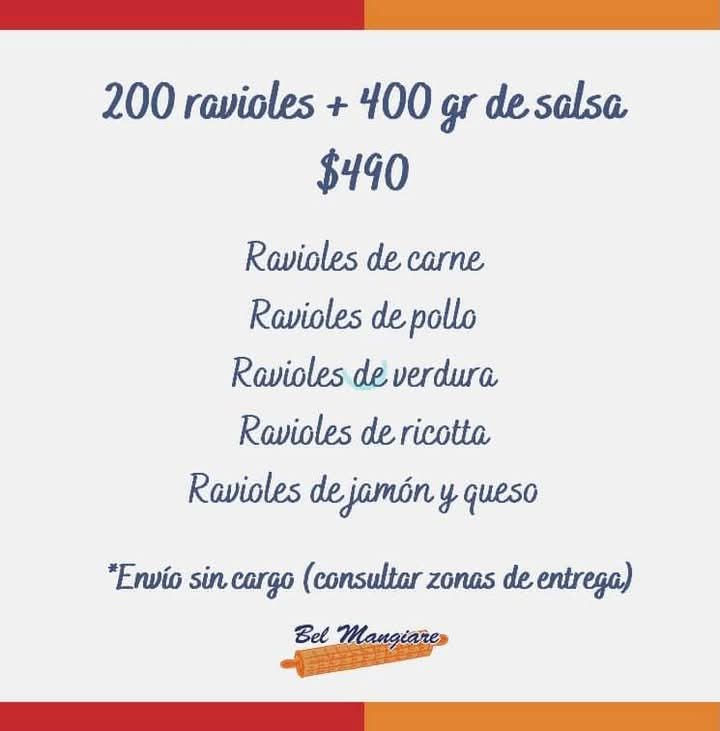 200 ravioles + 400 gr de salsa
$490
Ravioles de carne
Ravioles de pollo
Ravioles de verdura
Ravioles de ricotta
Ravioles de jamón y queso
*Envío sin cargo (consultar zonas de entrega)
Bel Mangiare